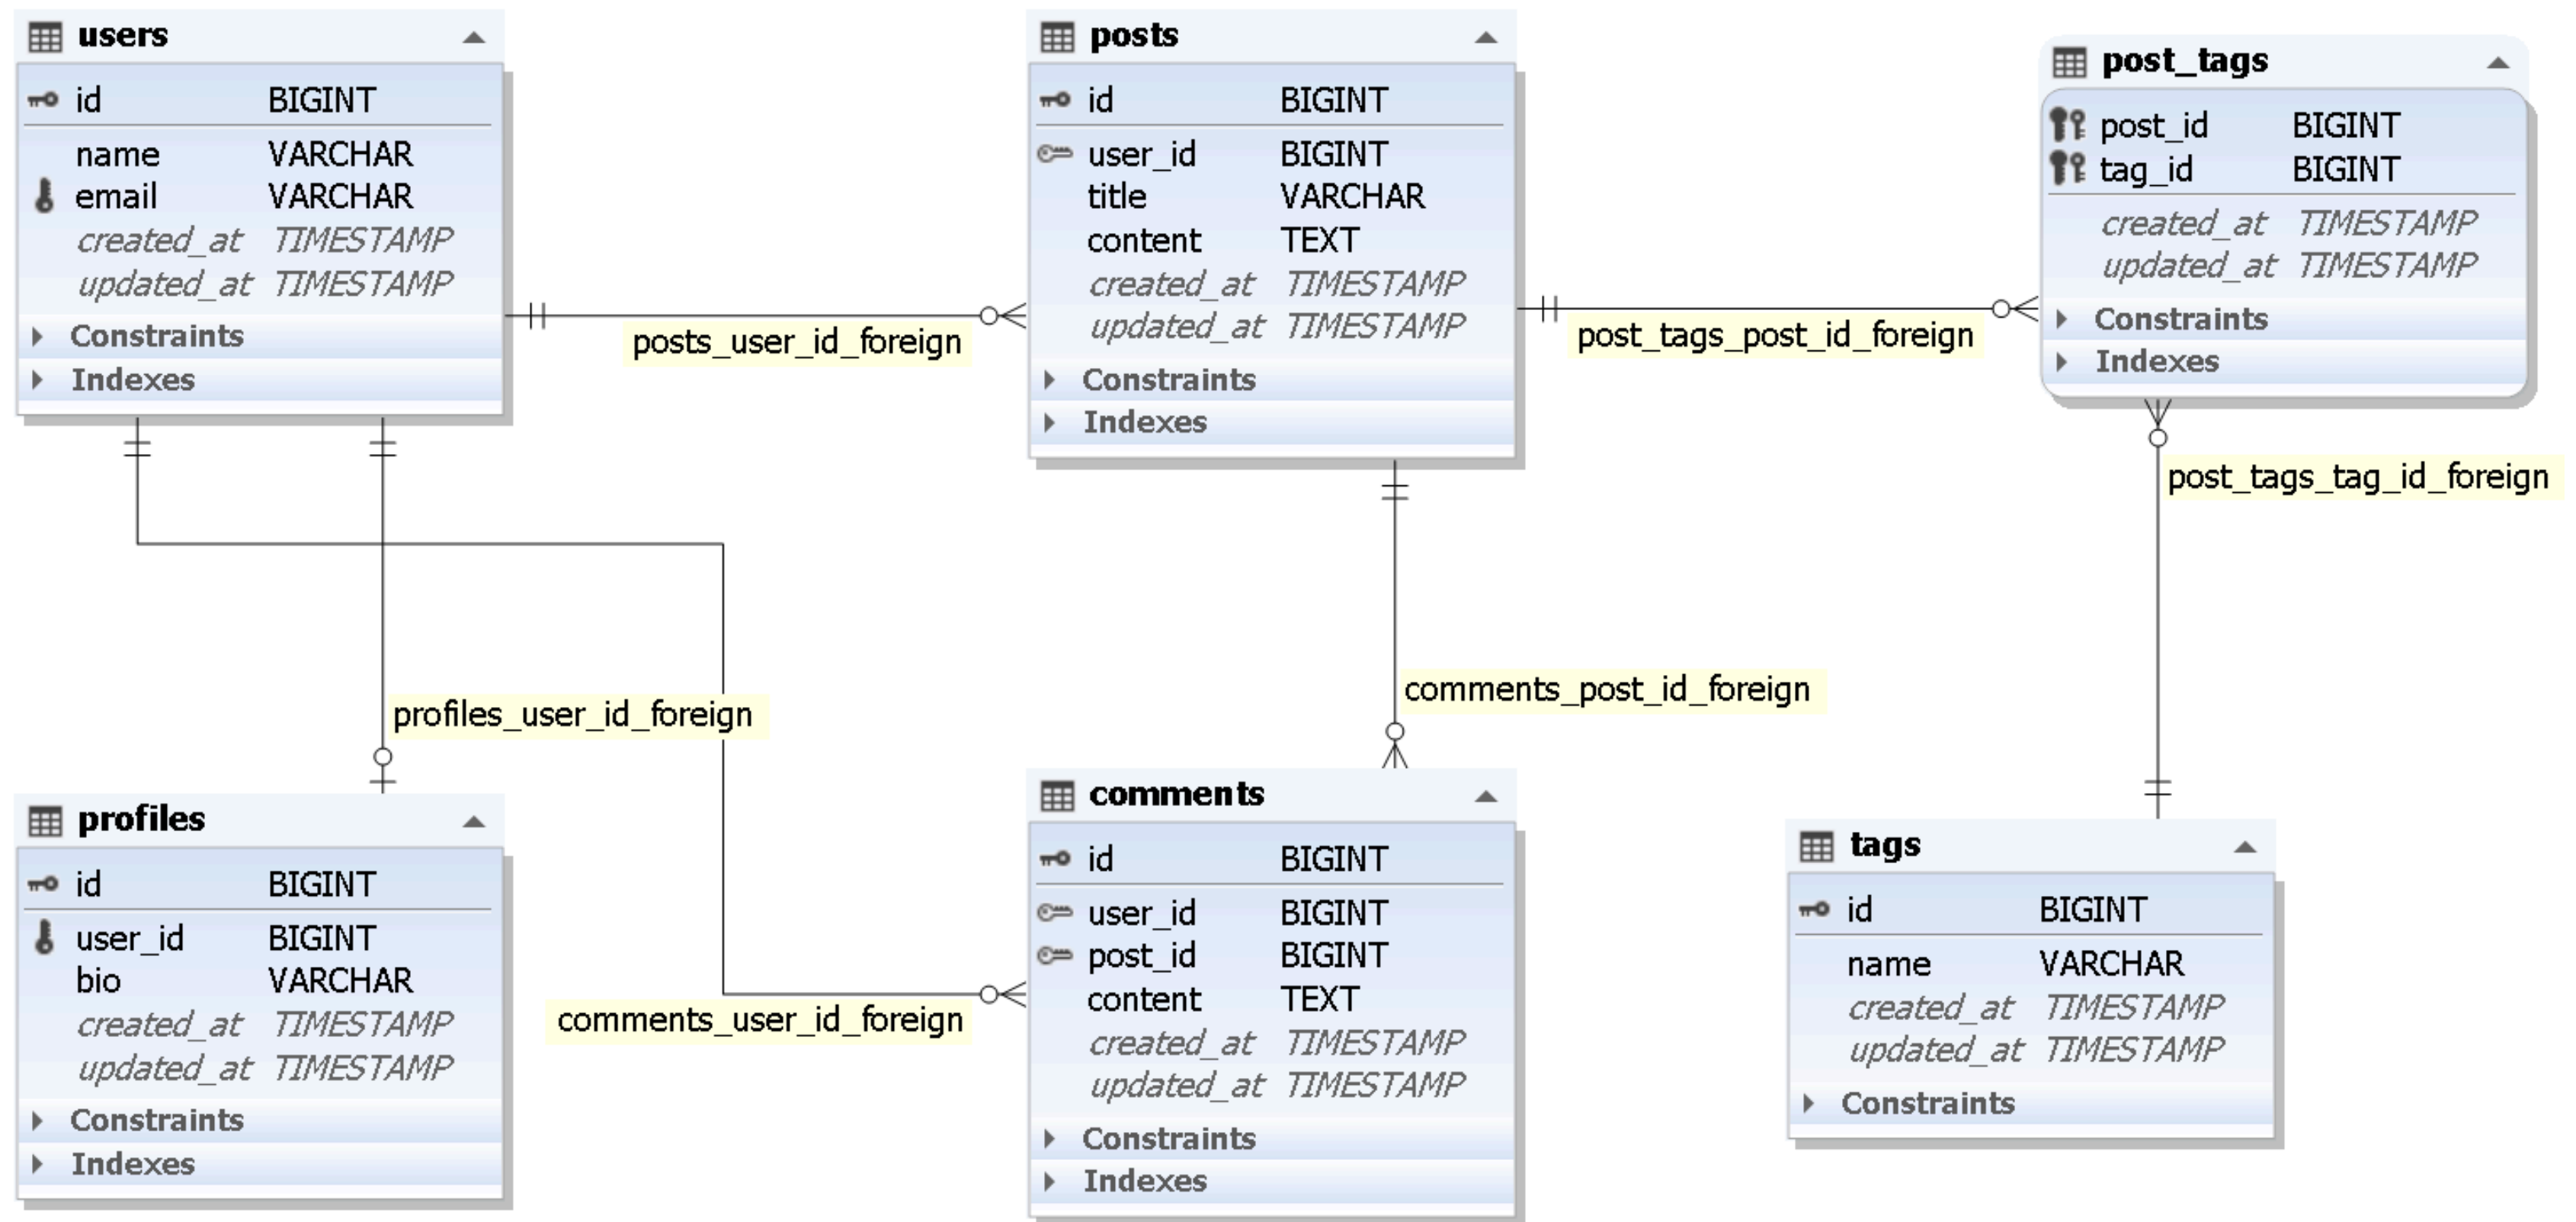 users
id BIGINT
name VARCHAR
email VARCHAR
created_at TIMESTAMP
updated_at TIMESTAMP
Constraints
Indexes
posts_user_id_foreign
posts
id BIGINT
user_id BIGINT
title VARCHAR
content TEXT
created_at TIMESTAMP
updated_at TIMESTAMP
Constraints
Indexes
post_tags_post_id_foreign
post_tags
post_id BIGINT
tag_id BIGINT
created_at TIMESTAMP
updated_at TIMESTAMP
Constraints
Indexes
post_tags_tag_id_foreign
profiles_user_id_foreign
comments_post_id_foreign
profiles
id BIGINT
user_id BIGINT
bio VARCHAR
created_at TIMESTAMP
updated_at TIMESTAMP
Constraints
Indexes
comments_user_id_foreign
comments
id BIGINT
user_id BIGINT
post_id BIGINT
content TEXT
created_at TIMESTAMP
updated_at TIMESTAMP
Constraints
Indexes
tags
id BIGINT
name VARCHAR
created_at TIMESTAMP
updated_at TIMESTAMP
Constraints